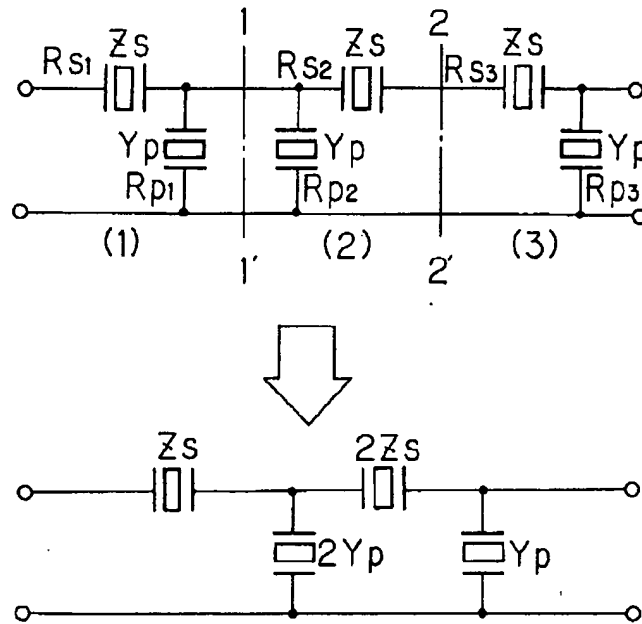 1 2
Rs1 Zs Rs2 Zs Rs3 Zs
Yp Yp Yp
Rp1 Rp2 Rp3
(1) (2) (3)
1' 2'
Zs 2Zs
2Yp Yp